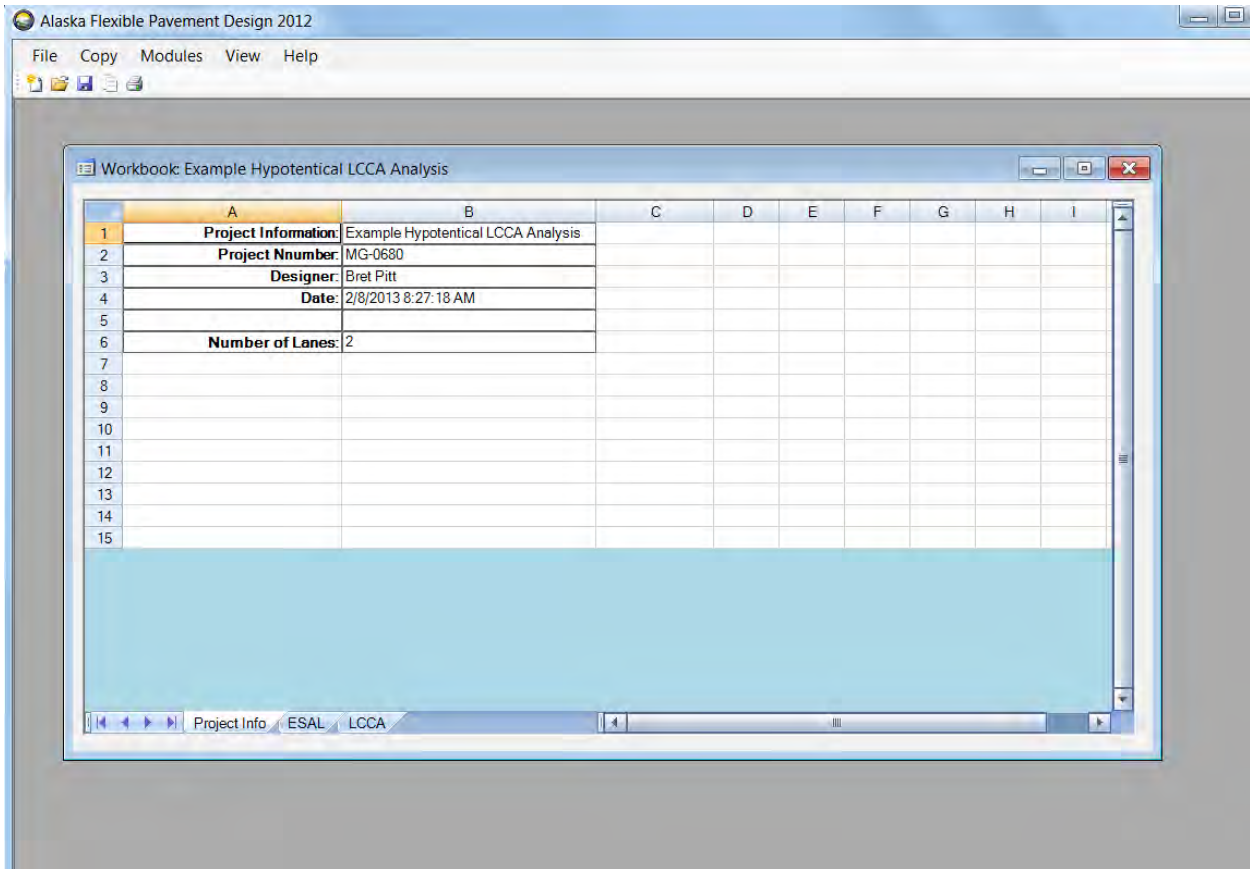 Alaska Flexible Pavement Design 2012
File Copy Modules View Help
Workbook: Example Hypotentical LCCA Analysis
A B C D E F G H I
1 Project Information: Example Hypotentical LCCA Analysis
2 Project Nnumber: MG-0680
3 Designer: Bret Pitt
4 Date: 2/8/2013 8:27:18 AM
5
6 Number of Lanes: 2
7
8
9
10
11
12
13
14
15
Project Info ESAL LCCA